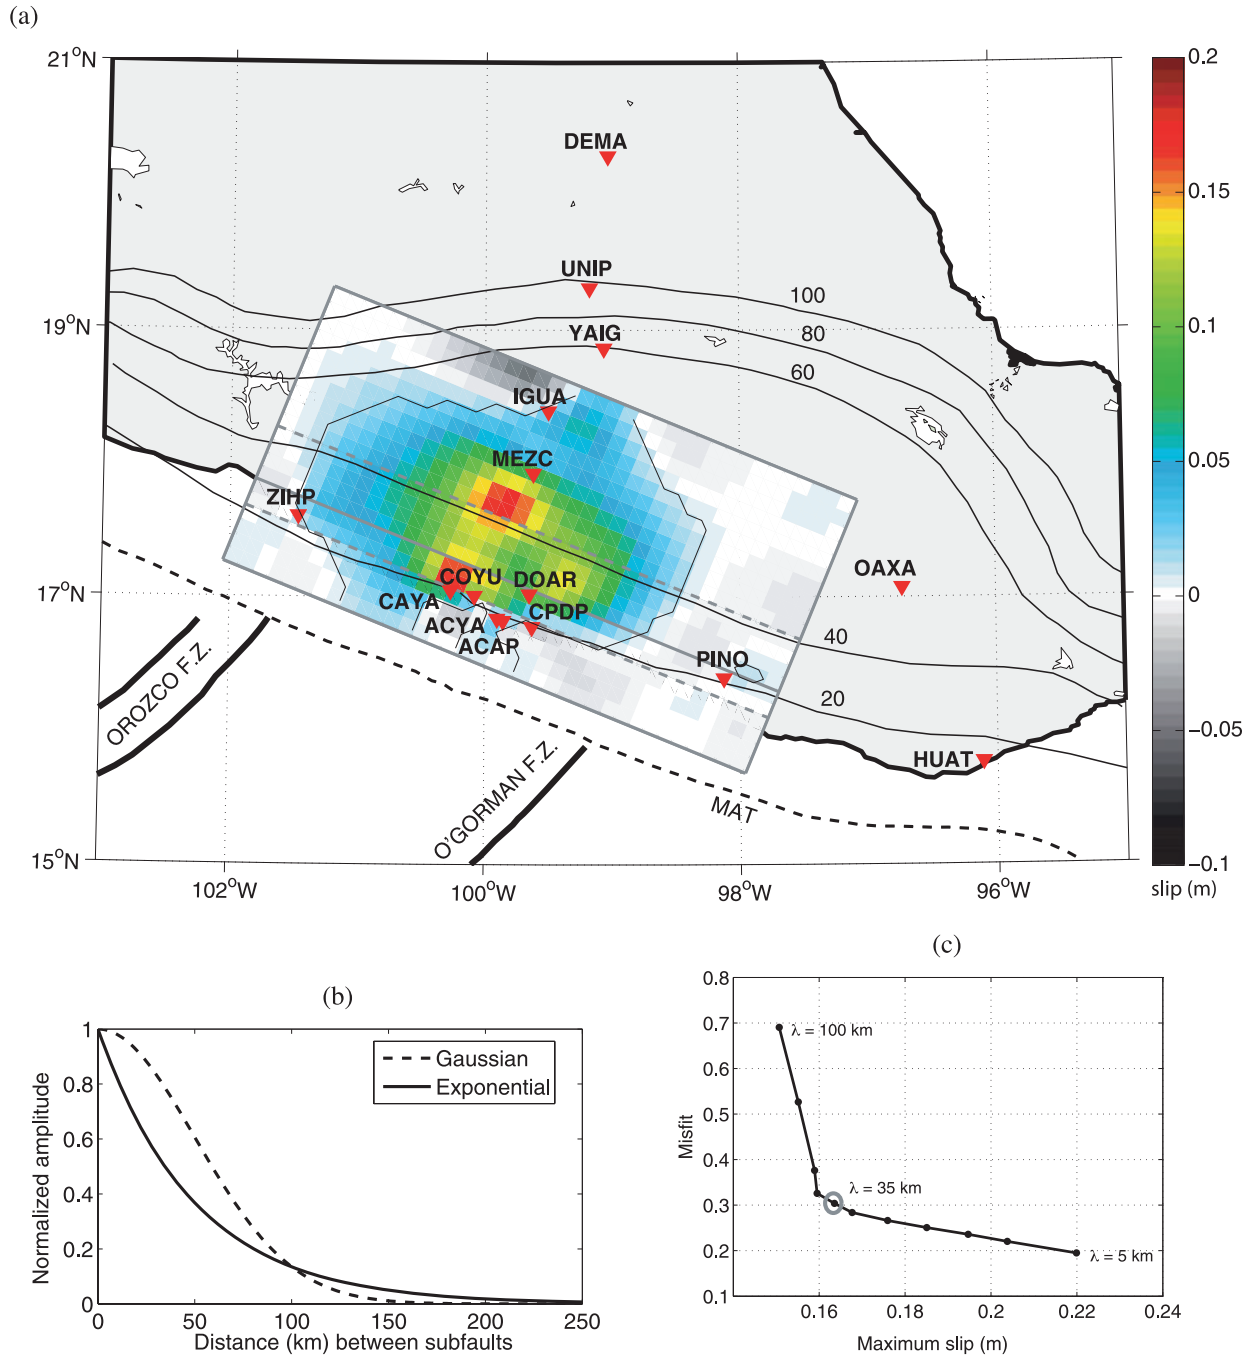 (a)
21°N
19°N
17°N
15°N
102°W
100°W
98°W
96°W
DEMA
UNIP
YAIG
IGUA
MEZC
ZIHP
COYU
DOAR
CAYA
CPDP
ACYA
ACAP
PINO
OAXA
HUAT
100
80
60
40
20
OROZCO F.Z.
O'GORMAN F.Z.
MAT
0.2
0.15
0.1
0.05
0
−0.05
−0.1
slip (m)
(b)
1
0.8
0.6
0.4
0.2
0
0 50 100 150 200 250
Normalized amplitude
Distance (km) between subfaults
Gaussian
Exponential
(c)
0.8
0.7
0.6
0.5
0.4
0.3
0.2
0.1
Misfit
λ = 100 km
λ = 35 km
λ = 5 km
0.16 0.18 0.2 0.22 0.24
Maximum slip (m)